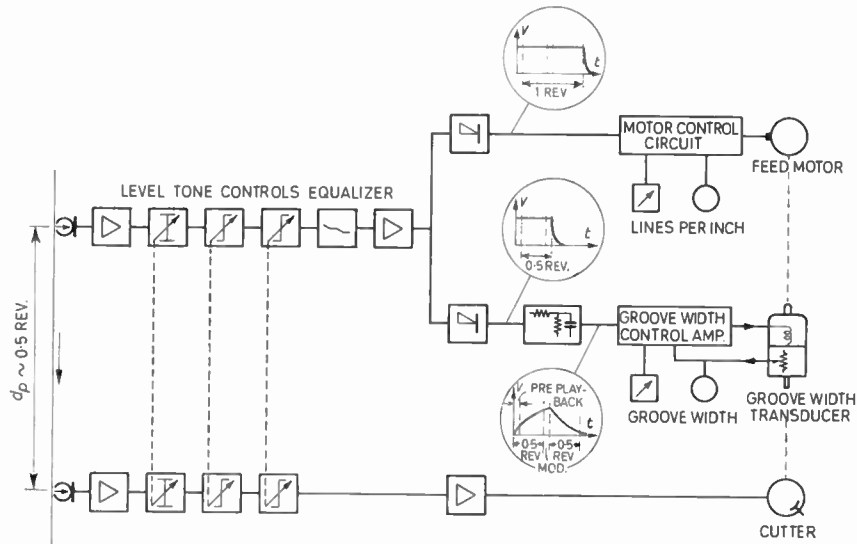 V
t
1 REV
MOTOR CONTROL
CIRCUIT
FEED MOTOR
LINES PER INCH
LEVEL TONE CONTROLS EQUALIZER
V
t
0·5 REV.
dp ~ 0·5 REV.
GROOVE WIDTH
CONTROL AMP.
GROOVE WIDTH
GROOVE WIDTH
TRANSDUCER
PRE PLAY-
BACK
V
t
0·5
REV
0·5
REV
MOD.
CUTTER